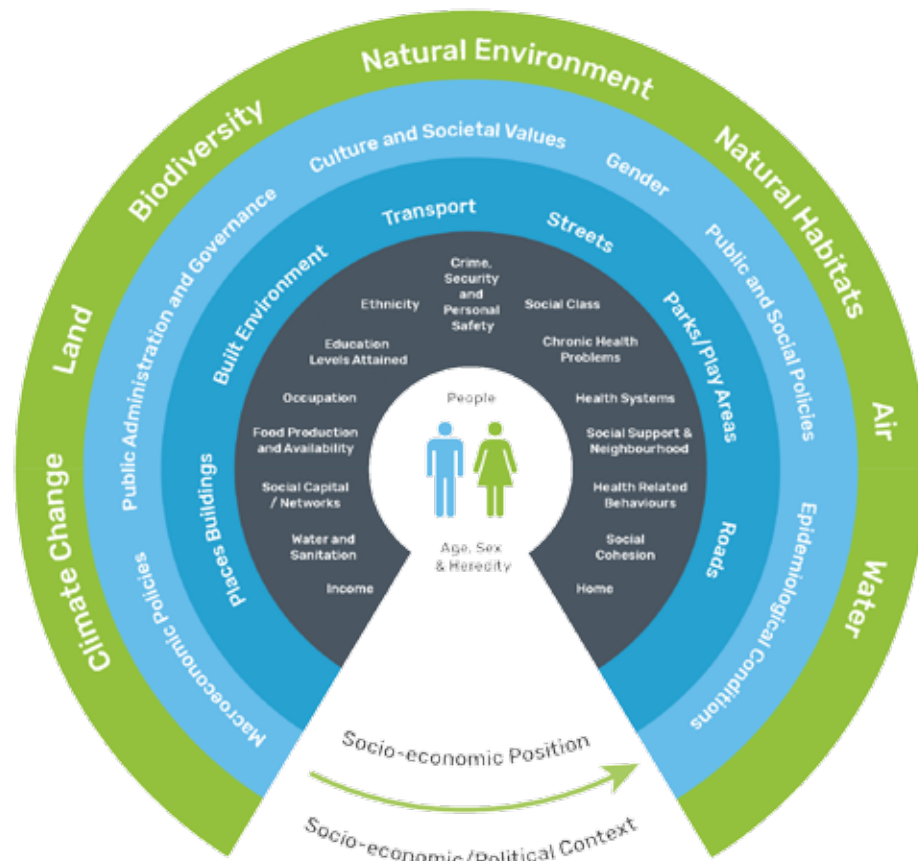 Natural Environment
Biodiversity
Natural Habitats
Land
Air
Climate Change
Water
Culture and Societal Values
Gender
Public Administration and Governance
Public and Social Policies
Macroeconomic Policies
Epidemiological Conditions
Transport
Streets
Built Environment
Parks/Play Areas
Places Buildings
Roads
Crime,
Security
and
Personal
Safety
Ethnicity
Social Class
Education
Levels Attained
Chronic Health
Problems
Occupation
Health Systems
Food Production
and Availability
Social Support &
Neighbourhood
Social Capital
/ Networks
Health Related
Behaviours
Water and
Sanitation
Social
Cohesion
Income
Home
People
Age, Sex
& Heredity
Socio-economic Position
Socio-economic/Political Context